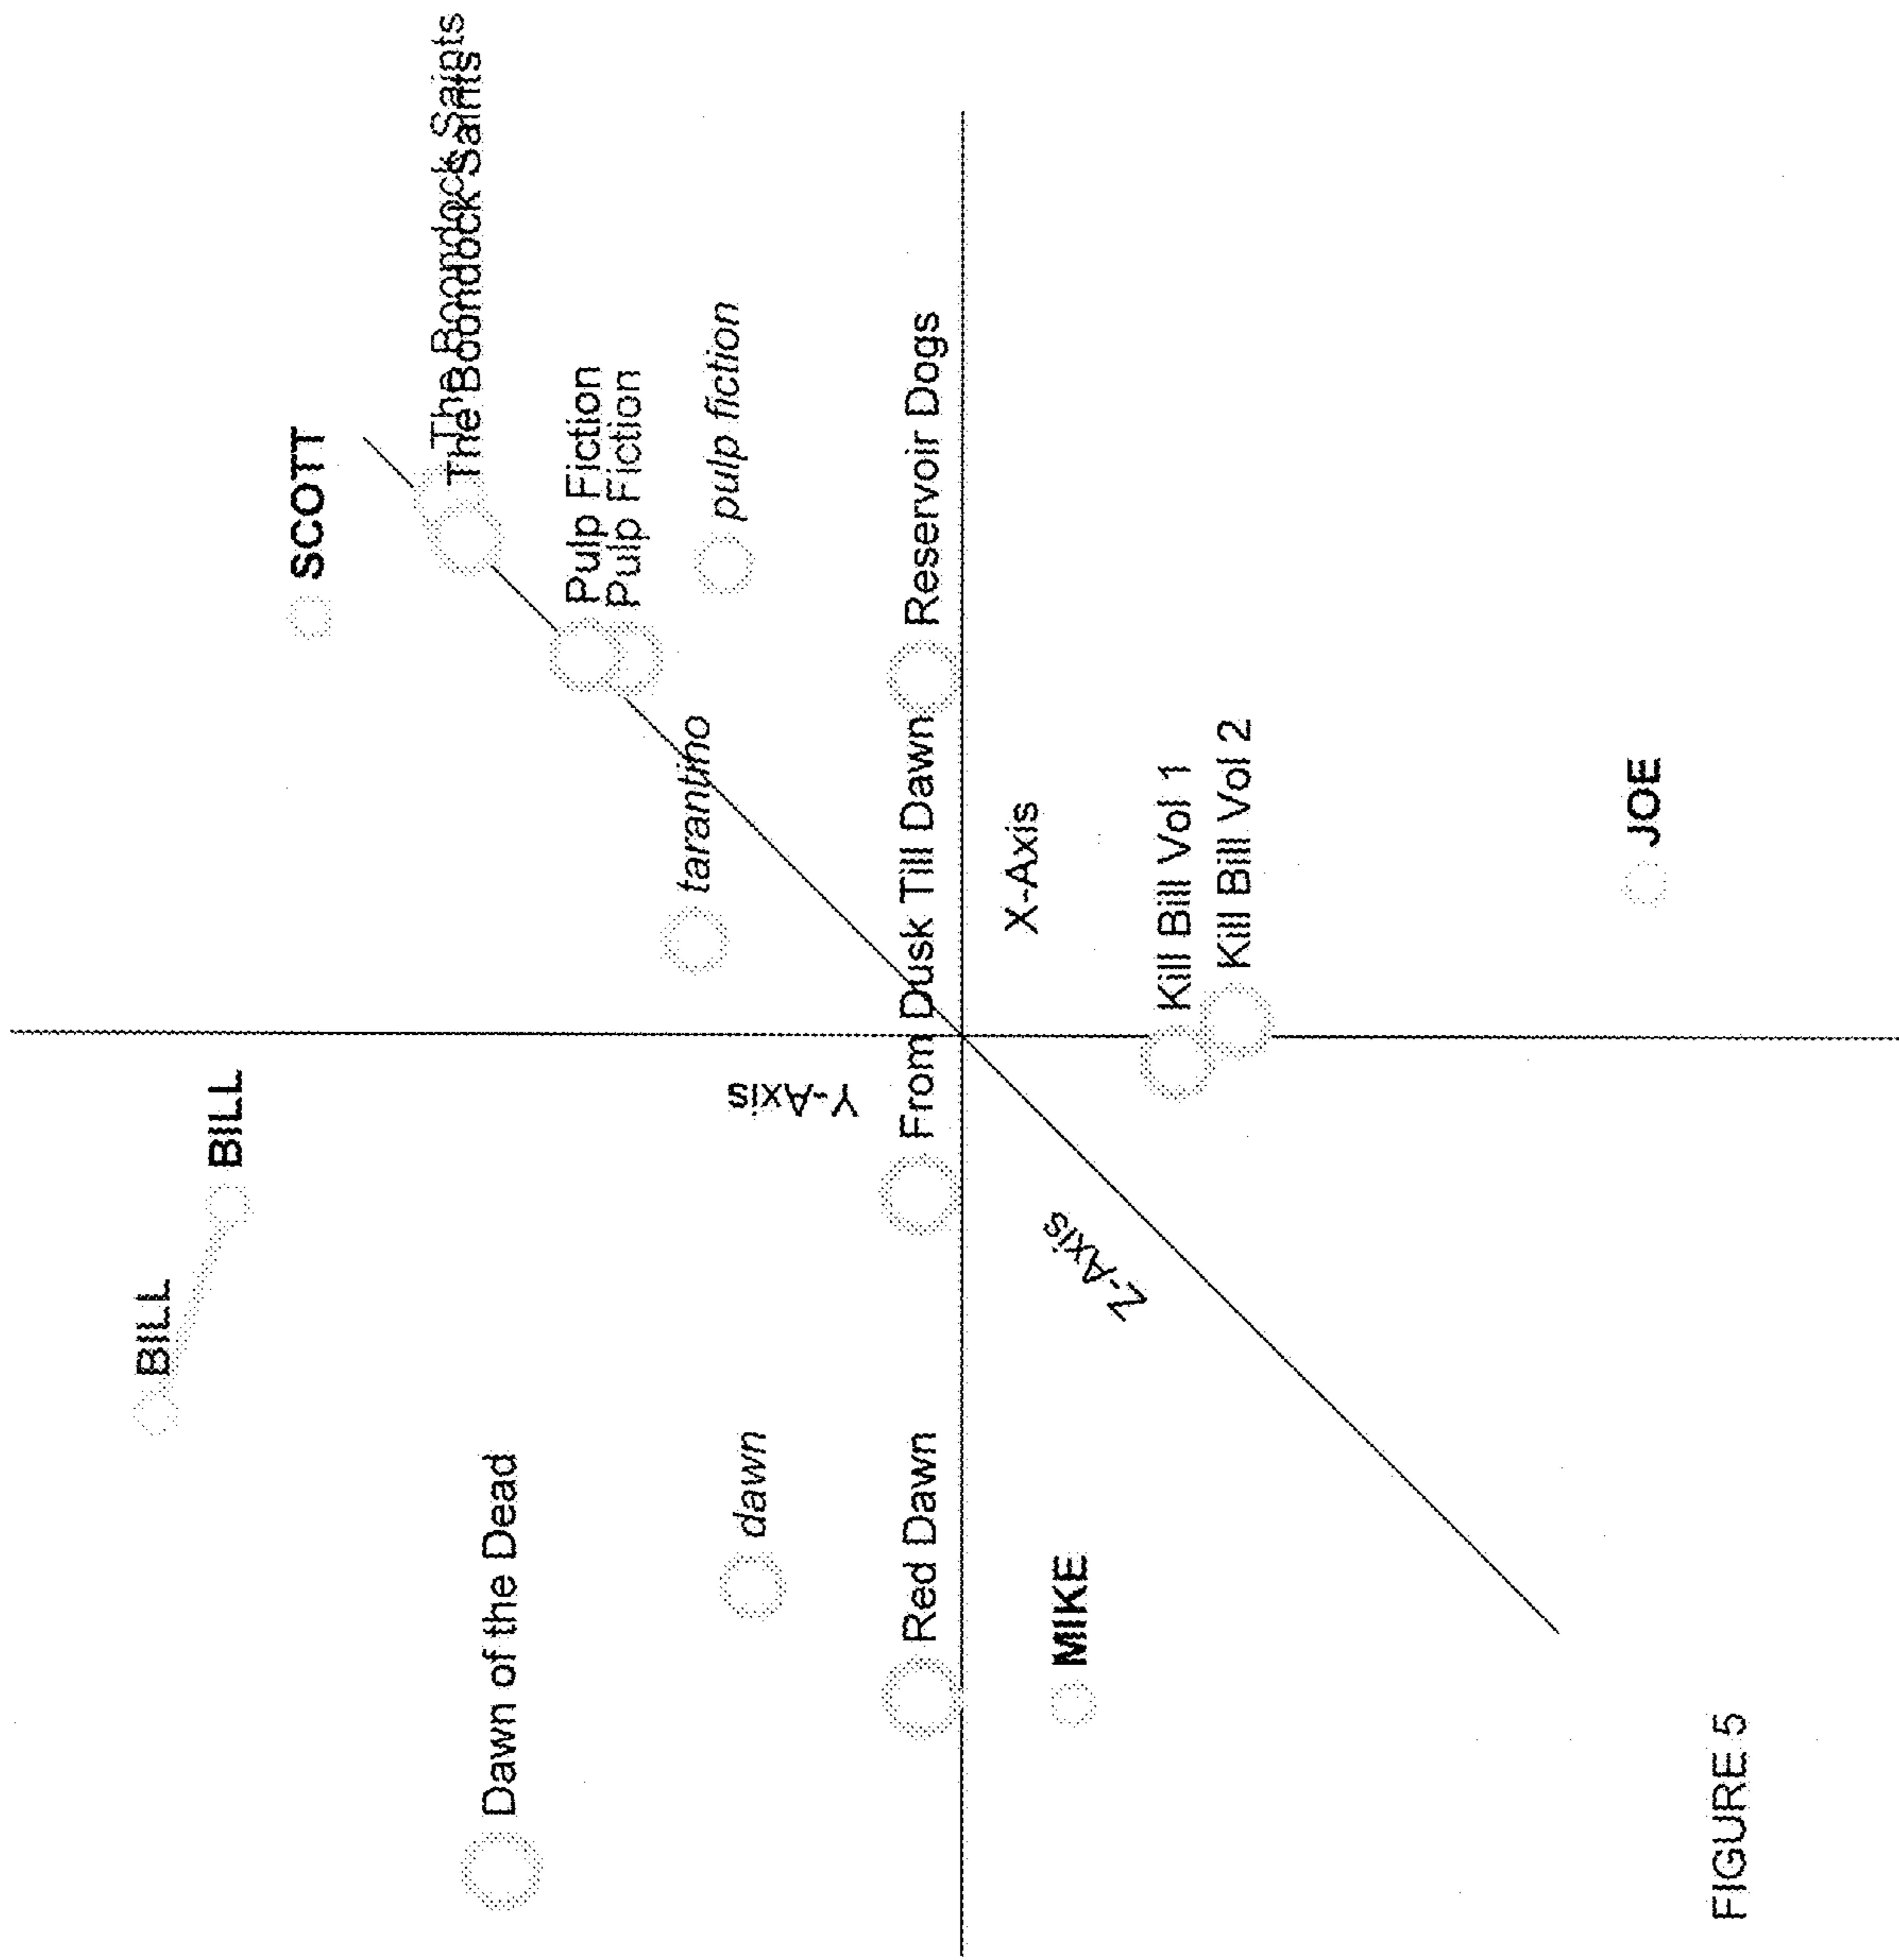 BILL
BILL
SCOTT
The Boondock Saints
The Boondock Saints
Dawn of the Dead
Pulp Fiction
Pulp Fiction
tarantino
pulp fiction
dawn
Y-Axis
Red Dawn
From Dusk Till Dawn
Reservoir Dogs
X-Axis
MIKE
Z-Axis
Kill Bill Vol 1
Kill Bill Vol 2
JOE
FIGURE 5